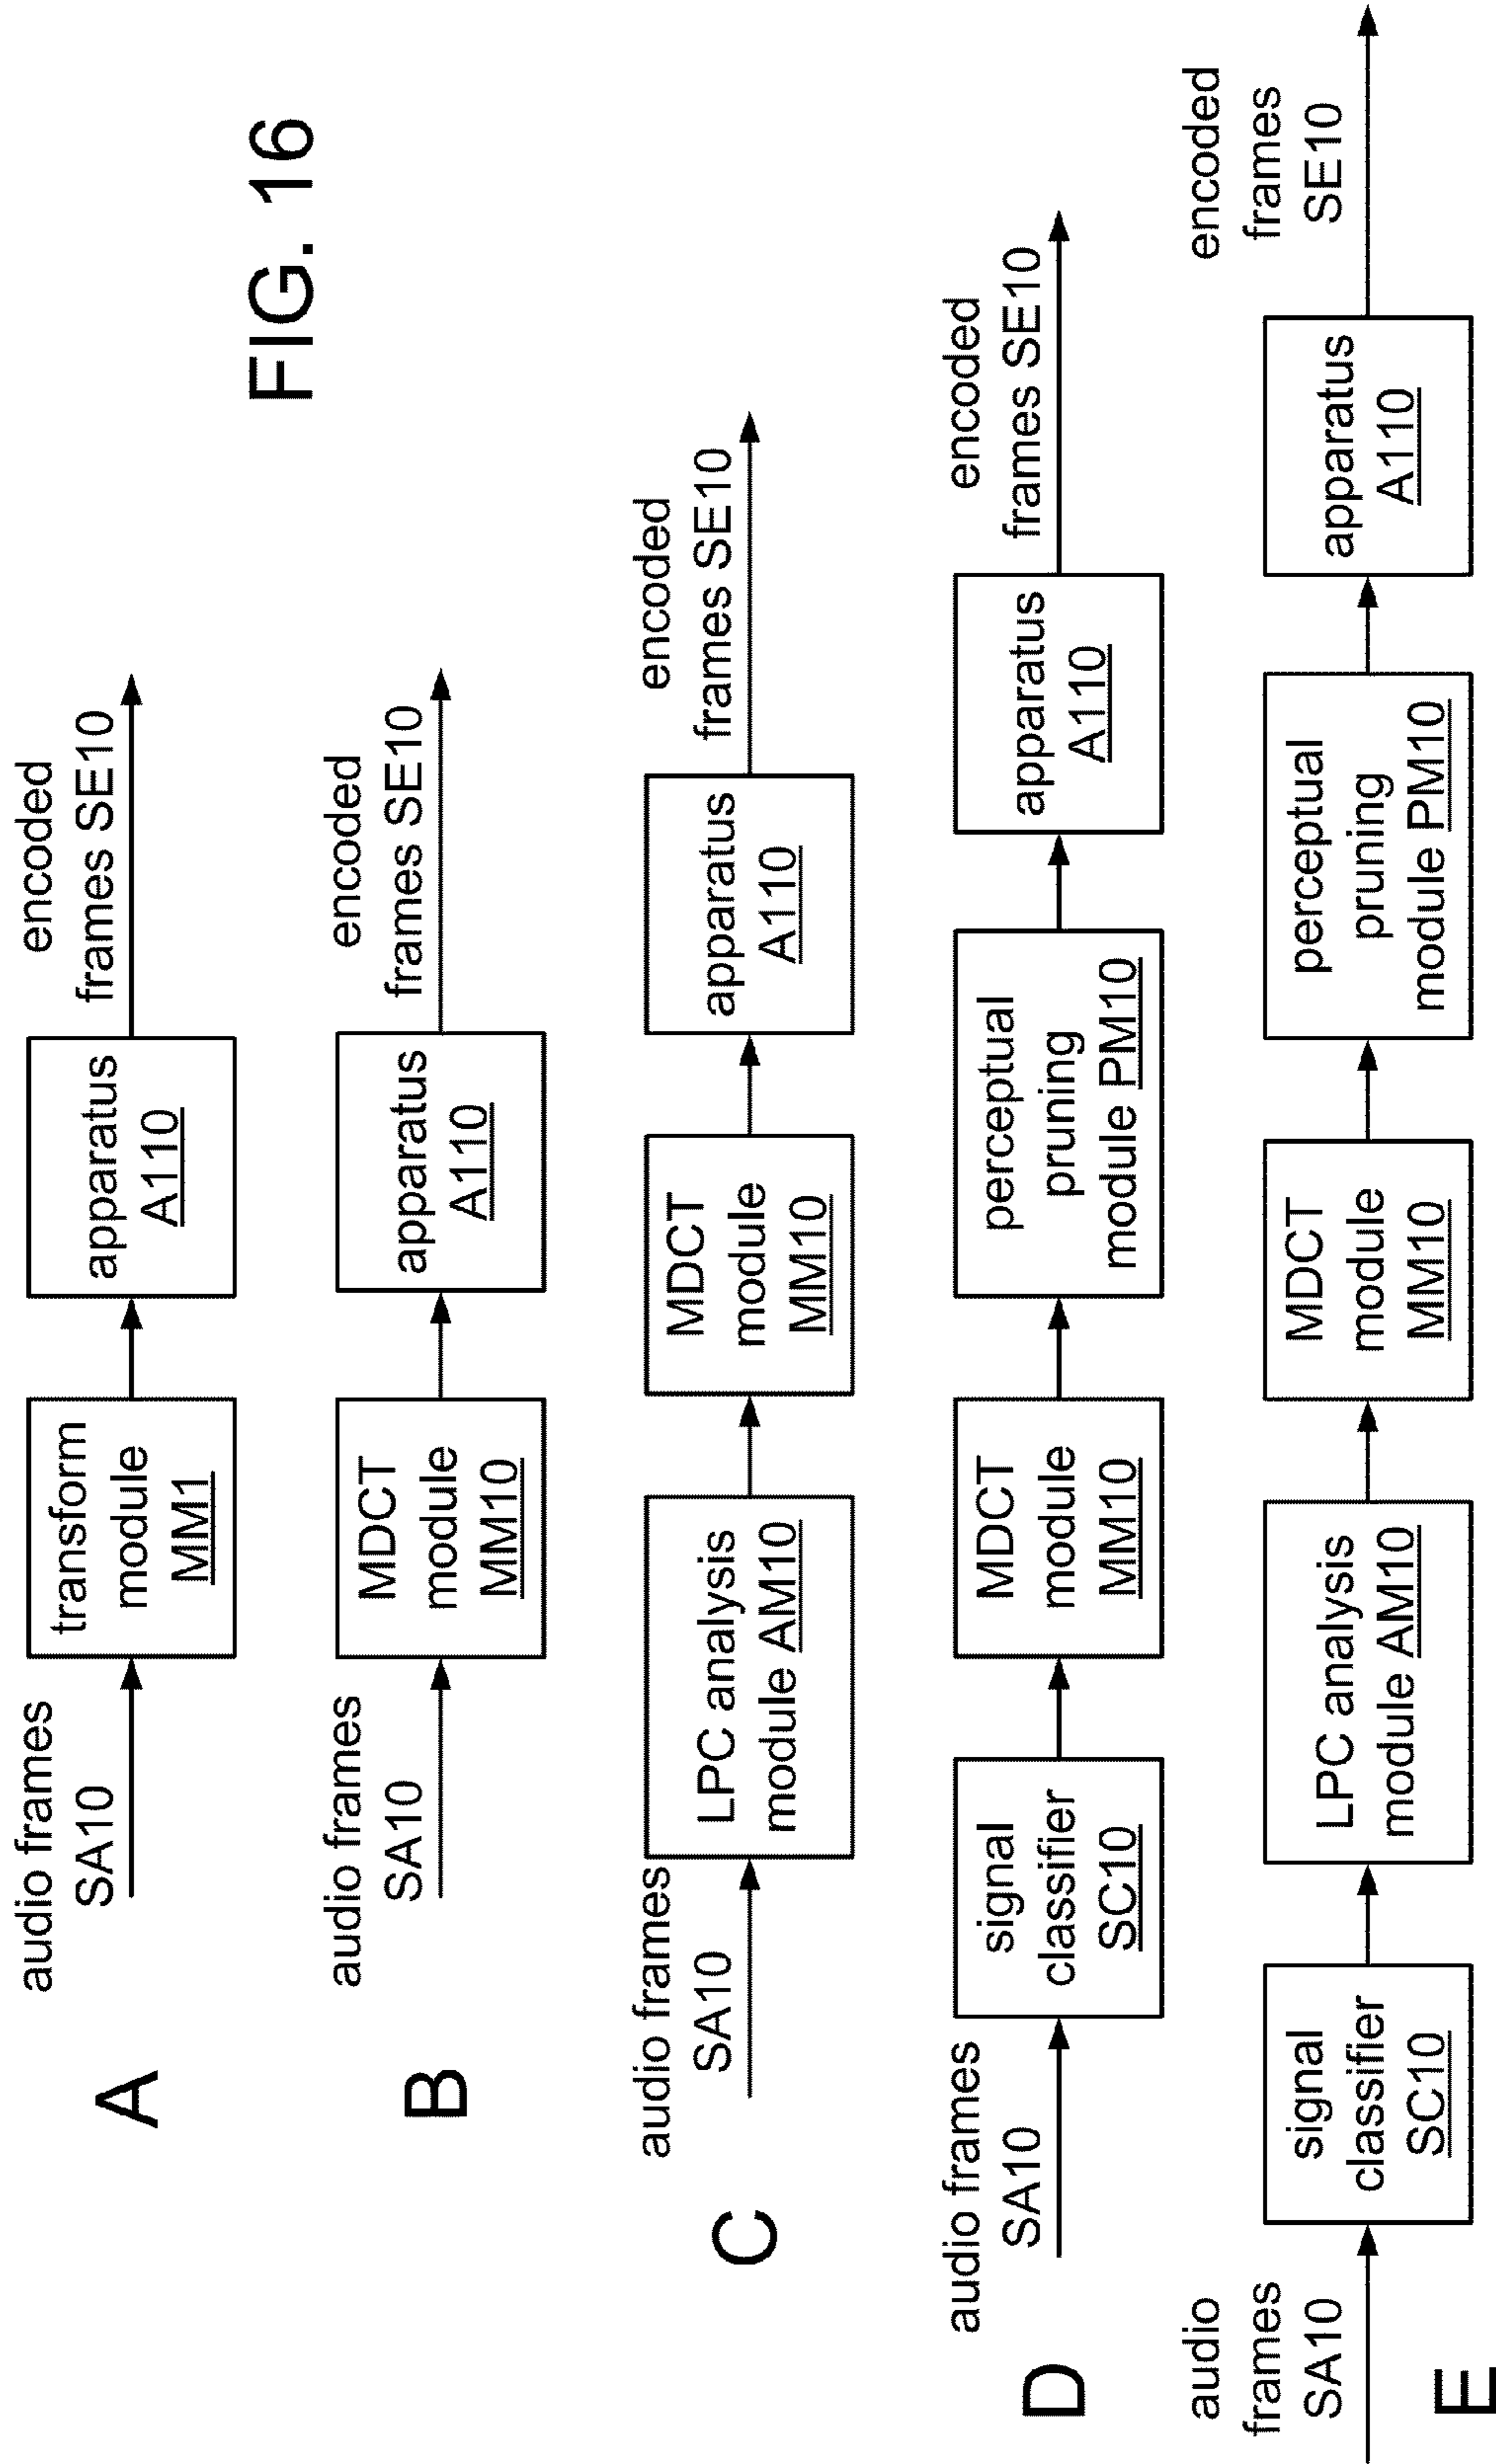 FIG. 16
A
audio frames
SA10
transform
module
MM1
apparatus
A110
encoded
frames SE10
B
audio frames
SA10
MDCT
module
MM10
apparatus
A110
encoded
frames SE10
C
audio frames
SA10
LPC analysis
module AM10
MDCT
module
MM10
apparatus
A110
encoded
frames SE10
D
audio frames
SA10
signal
classifier
SC10
MDCT
module
MM10
perceptual
pruning
module PM10
apparatus
A110
encoded
frames SE10
E
audio
frames
SA10
signal
classifier
SC10
LPC analysis
module AM10
MDCT
module
MM10
perceptual
pruning
module PM10
apparatus
A110
encoded
frames
SE10